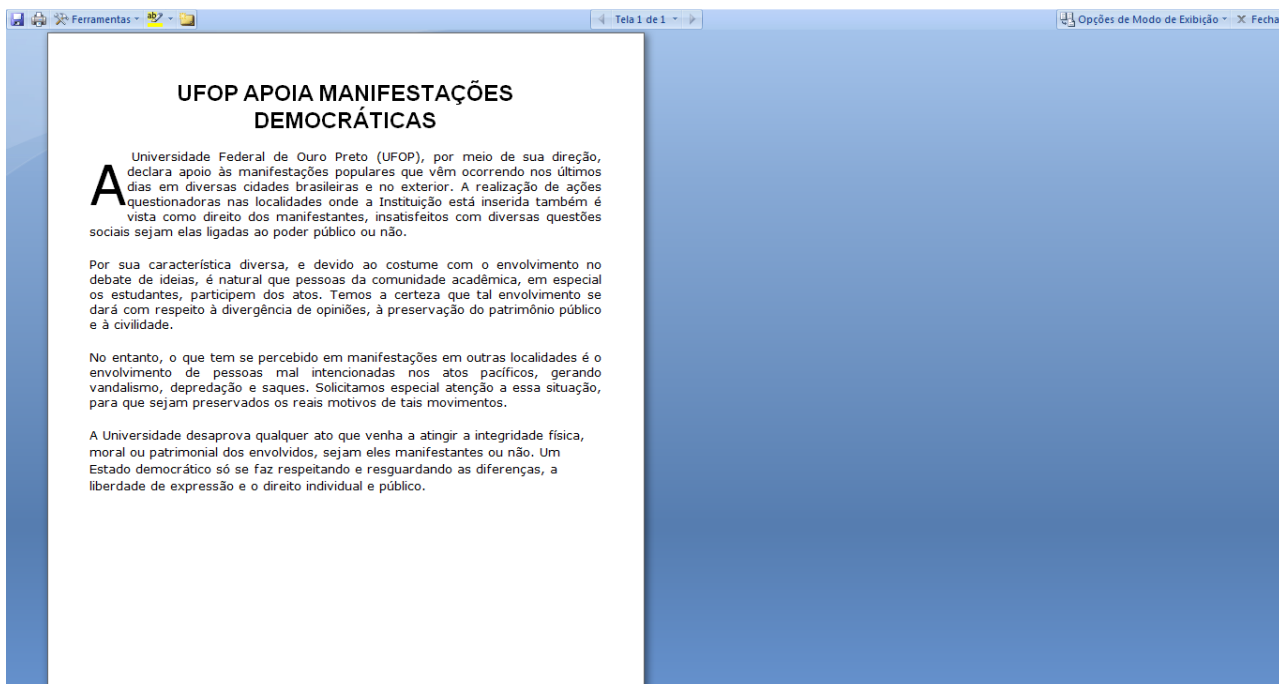 Ferramentas
Tela 1 de 1
Opções de Modo de Exibição
Fecha
UFOP APOIA MANIFESTAÇÕES
DEMOCRÁTICAS
A Universidade Federal de Ouro Preto (UFOP), por meio de sua direção,
declara apoio às manifestações populares que vêm ocorrendo nos últimos
dias em diversas cidades brasileiras e no exterior. A realização de ações
questionadoras nas localidades onde a Instituição está inserida também é
vista como direito dos manifestantes, insatisfeitos com diversas questões
sociais sejam elas ligadas ao poder público ou não.
Por sua característica diversa, e devido ao costume com o envolvimento no
debate de ideias, é natural que pessoas da comunidade acadêmica, em especial
os estudantes, participem dos atos. Temos a certeza que tal envolvimento se
dará com respeito à divergência de opiniões, à preservação do patrimônio público
e à civilidade.
No entanto, o que tem se percebido em manifestações em outras localidades é o
envolvimento de pessoas mal intencionadas nos atos pacíficos, gerando
vandalismo, depredação e saques. Solicitamos especial atenção a essa situação,
para que sejam preservados os reais motivos de tais movimentos.
A Universidade desaprova qualquer ato que venha a atingir a integridade física,
moral ou patrimonial dos envolvidos, sejam eles manifestantes ou não. Um
Estado democrático só se faz respeitando e resguardando as diferenças, a
liberdade de expressão e o direito individual e público.